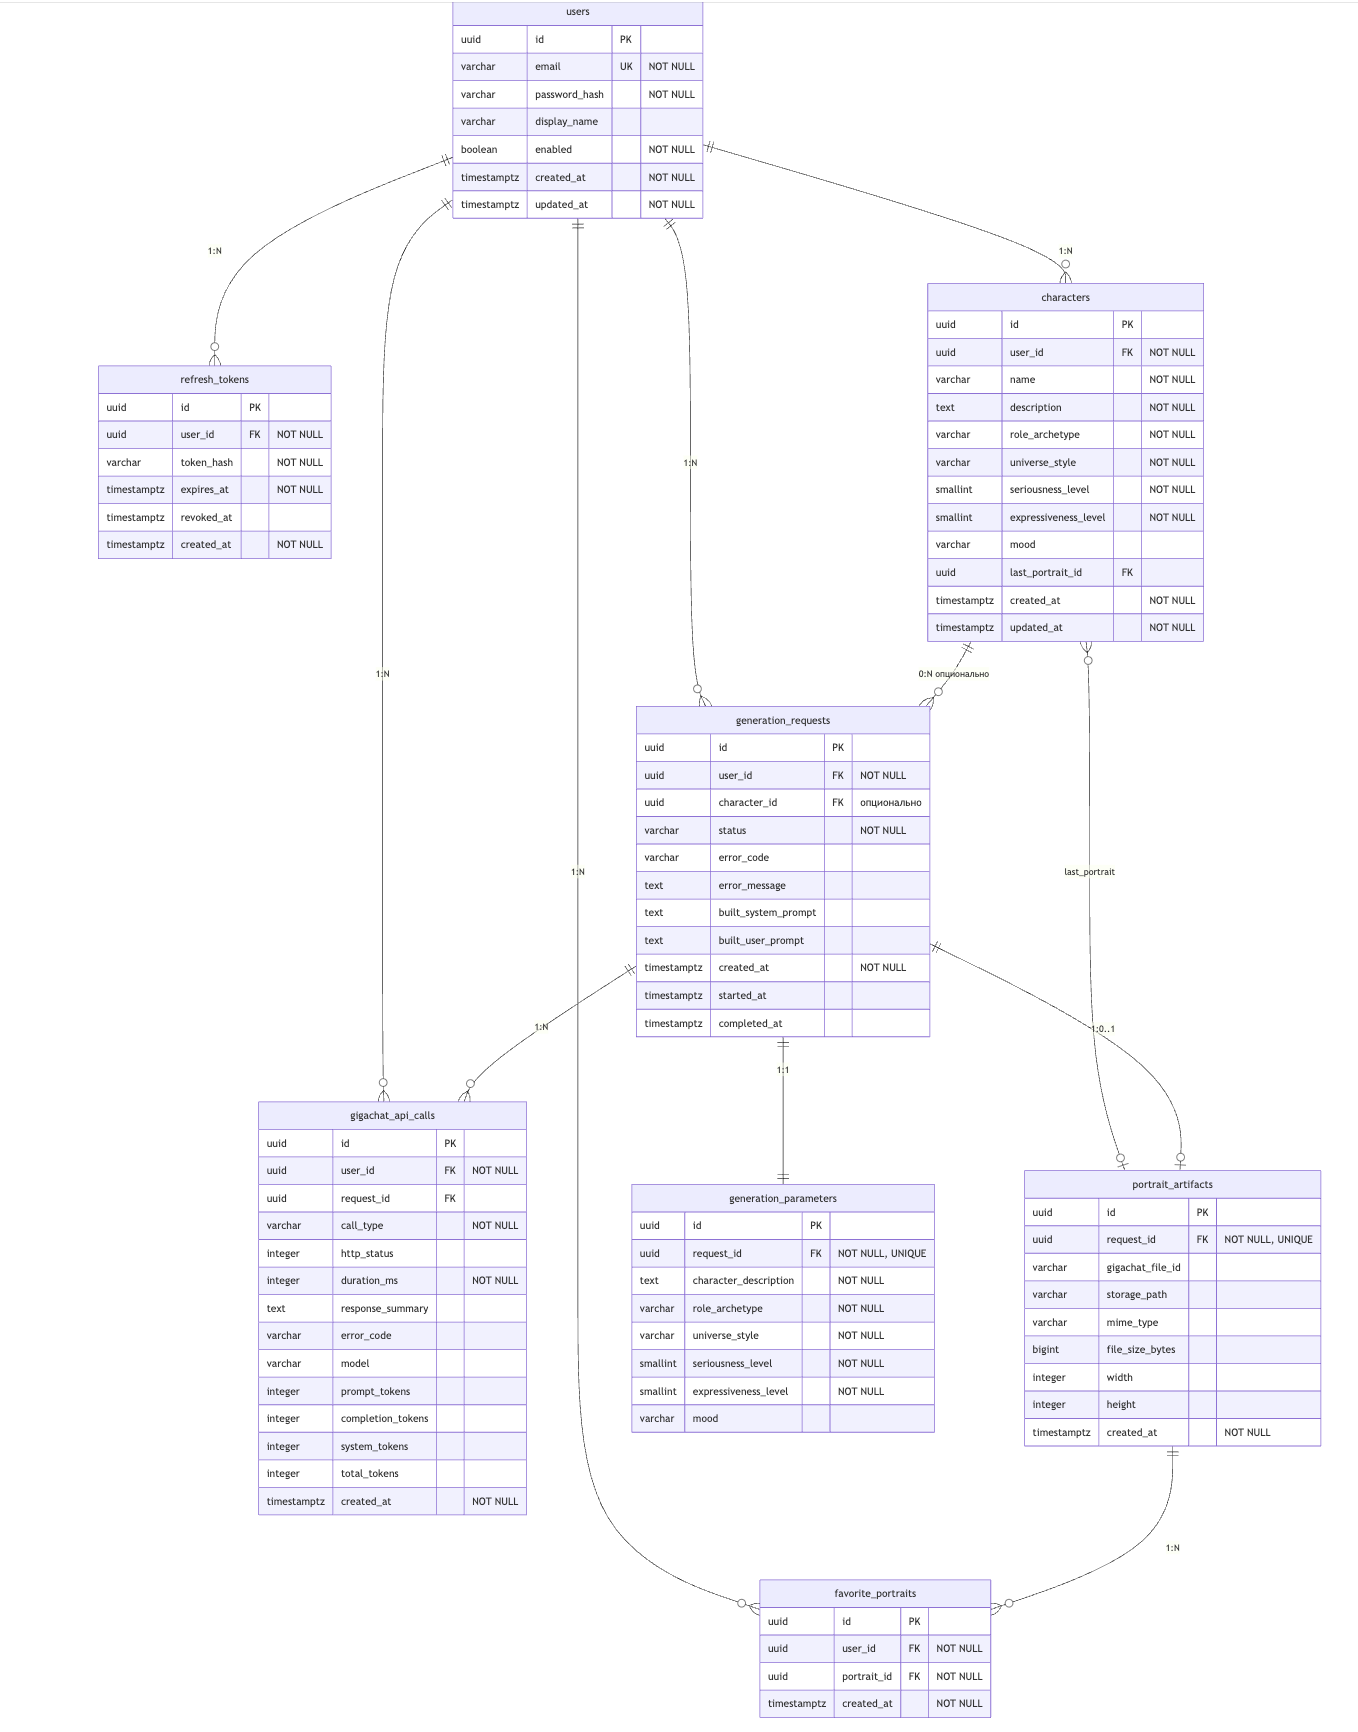 users
uuid id PK
varchar email UK NOT NULL
varchar password_hash NOT NULL
varchar display_name
boolean enabled NOT NULL
timestamptz created_at NOT NULL
timestamptz updated_at NOT NULL
1:N
1:N
characters
uuid id PK
uuid user_id FK NOT NULL
varchar name NOT NULL
text description NOT NULL
varchar role_archetype NOT NULL
varchar universe_style NOT NULL
smallint seriousness_level NOT NULL
smallint expressiveness_level NOT NULL
varchar mood
uuid last_portrait_id FK
timestamptz created_at NOT NULL
timestamptz updated_at NOT NULL
refresh_tokens
uuid id PK
uuid user_id FK NOT NULL
varchar token_hash NOT NULL
timestamptz expires_at NOT NULL
timestamptz revoked_at
timestamptz created_at NOT NULL
1:N
1:N
0:N опционально
generation_requests
uuid id PK
uuid user_id FK NOT NULL
uuid character_id FK опционально
varchar status NOT NULL
varchar error_code
text error_message
text built_system_prompt
text built_user_prompt
timestamptz created_at NOT NULL
timestamptz started_at
timestamptz completed_at
1:N
last_portrait
1:N
1:0..1
1:1
gigachat_api_calls
uuid id PK
uuid user_id FK NOT NULL
uuid request_id FK
varchar call_type NOT NULL
integer http_status
integer duration_ms NOT NULL
text response_summary
varchar error_code
varchar model
integer prompt_tokens
integer completion_tokens
integer system_tokens
integer total_tokens
timestamptz created_at NOT NULL
generation_parameters
uuid id PK
uuid request_id FK NOT NULL, UNIQUE
text character_description NOT NULL
varchar role_archetype NOT NULL
varchar universe_style NOT NULL
smallint seriousness_level NOT NULL
smallint expressiveness_level NOT NULL
varchar mood
portrait_artifacts
uuid id PK
uuid request_id FK NOT NULL, UNIQUE
varchar gigachat_file_id
varchar storage_path
varchar mime_type
bigint file_size_bytes
integer width
integer height
timestamptz created_at NOT NULL
1:N
favorite_portraits
uuid id PK
uuid user_id FK NOT NULL
uuid portrait_id FK NOT NULL
timestamptz created_at NOT NULL